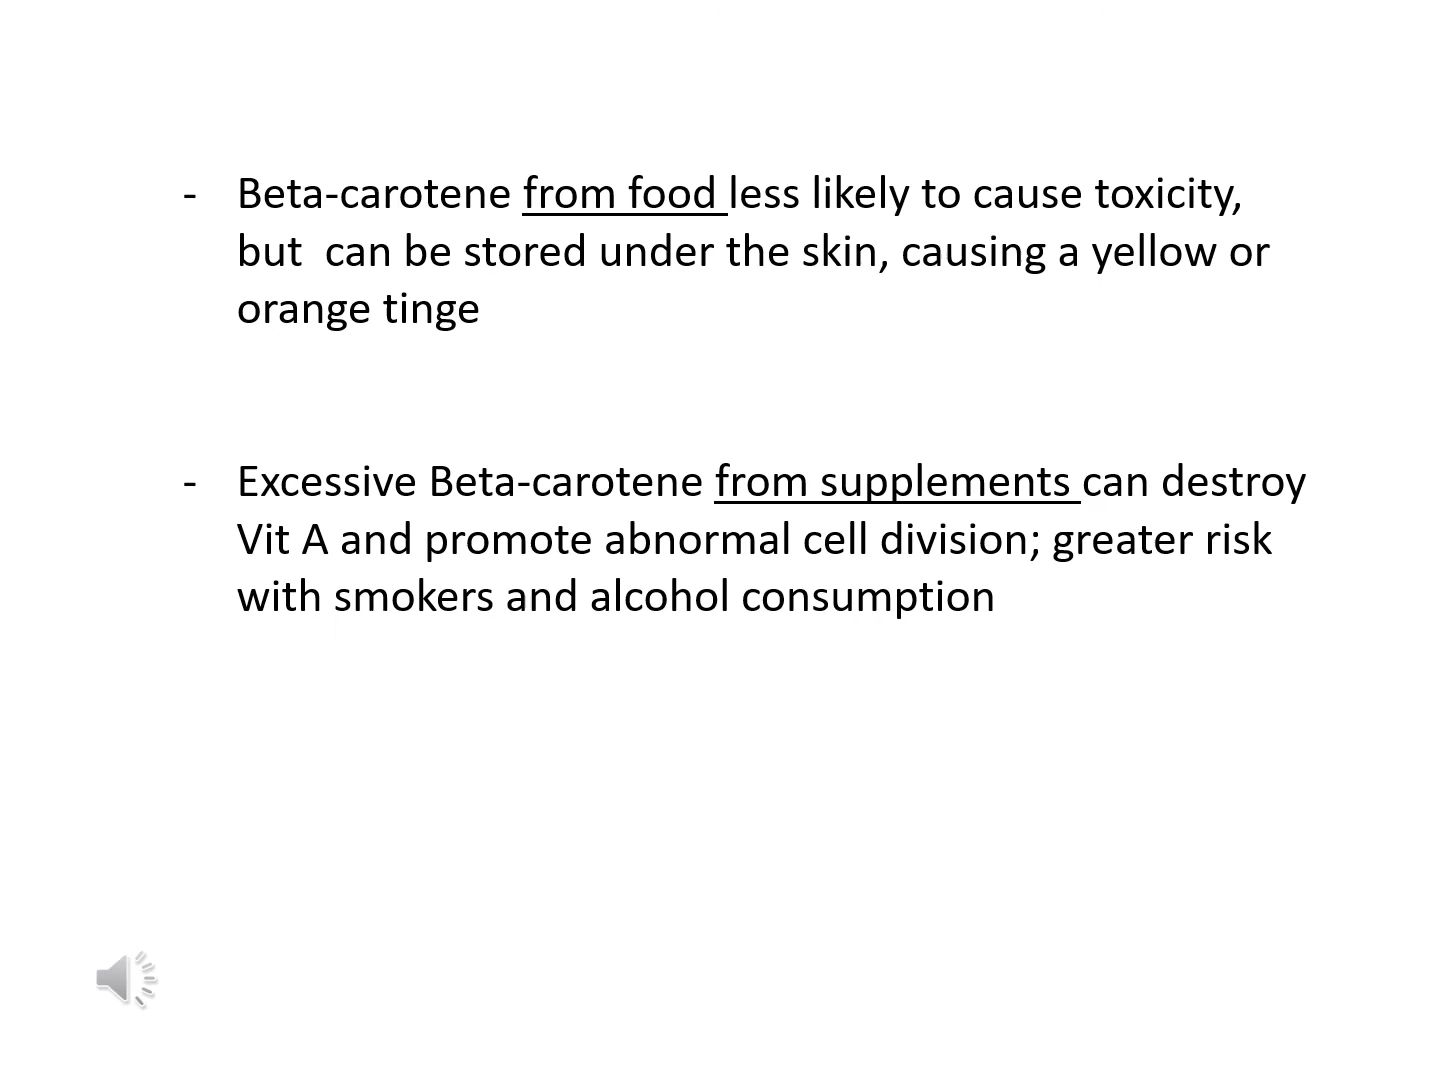 - Beta-carotene from food less likely to cause toxicity,
but  can be stored under the skin, causing a yellow or
orange tinge
- Excessive Beta-carotene from supplements can destroy
Vit A and promote abnormal cell division; greater risk
with smokers and alcohol consumption